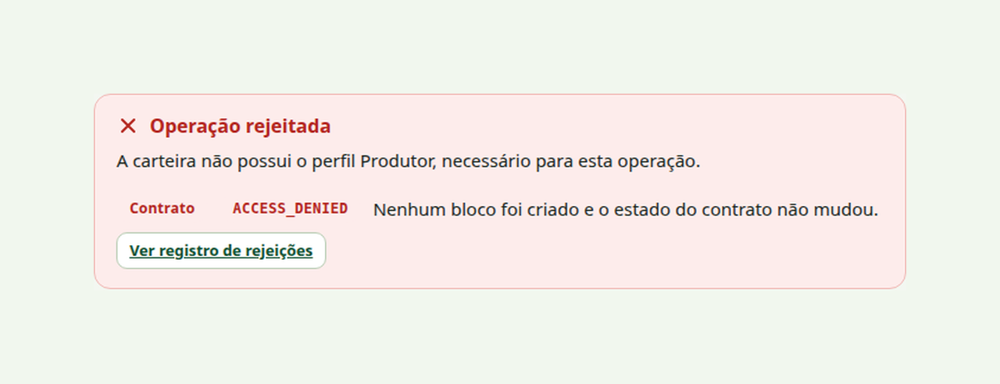 Operação rejeitada
A carteira não possui o perfil Produtor, necessário para esta operação.
Contrato ACCESS_DENIED Nenhum bloco foi criado e o estado do contrato não mudou.
Ver registro de rejeições